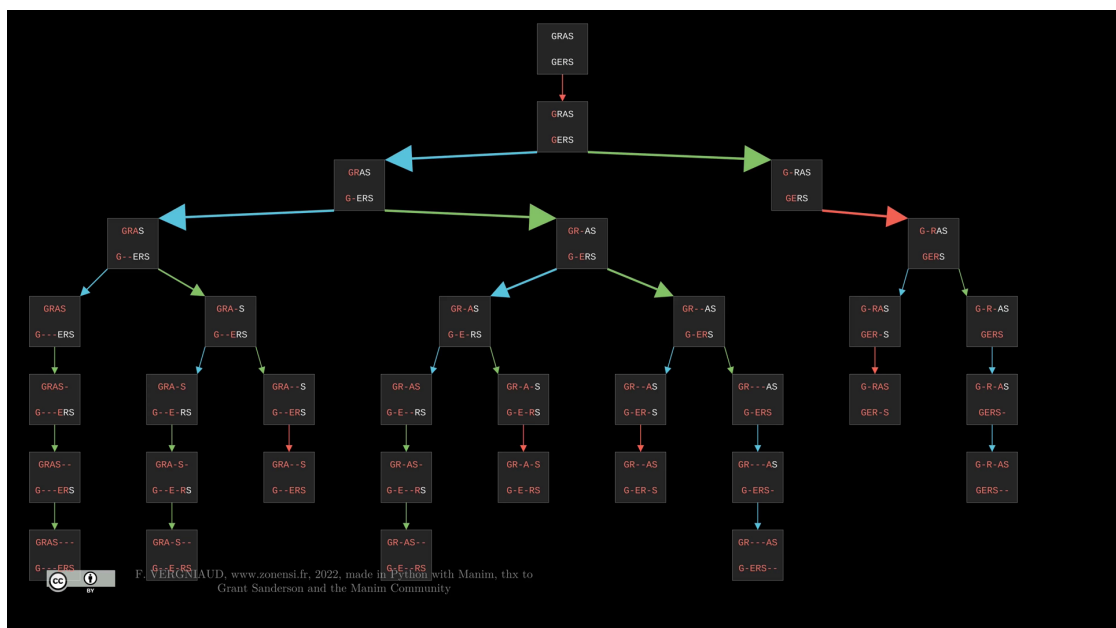 GRAS
GERS
GRAS
GERS
GRAS
G-ERS
G-RAS
GERS
GRAS
G--ERS
GR-AS
G-ERS
G-RAS
GERS
GRAS
G---ERS
GRA-S
G--ERS
GR-AS
G-E-RS
GR--AS
G-ERS
G-RAS
GER-S
G-R-AS
GERS
GRAS-
G---ERS
GRA-S
G--E-RS
GRA--S
G--ERS
GR-AS
G-E--RS
GR-A-S
G-E-RS
GR--AS
G-ER-S
GR---AS
G-ERS
G-RAS
GER-S
G-R-AS
GERS-
GRAS--
G---ERS
GRA-S-
G--E-RS
GRA--S
G--ERS
GR-AS-
G-E--RS
GR-A-S
G-E-RS
GR--AS
G-ER-S
GR---AS
G-ERS-
G-R-AS
GERS--
GRAS---
G---ERS
GRA-S--
G--E-RS
GR-AS--
G-E--RS
GR---AS
G-ERS--
cc
BY
F. VERGNIAUD, www.zonensi.fr, 2022, made in Python with Manim, thx to
Grant Sanderson and the Manim Community